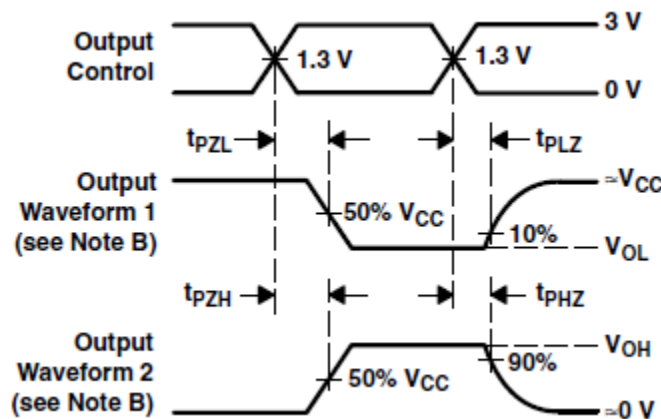 Output
Control
1.3 V
1.3 V
3 V
0 V
tPZL
tPLZ
Output
Waveform 1
(see Note B)
50% VCC
10%
≈VCC
VOL
tPZH
tPHZ
Output
Waveform 2
(see Note B)
50% VCC
90%
VOH
≈0 V